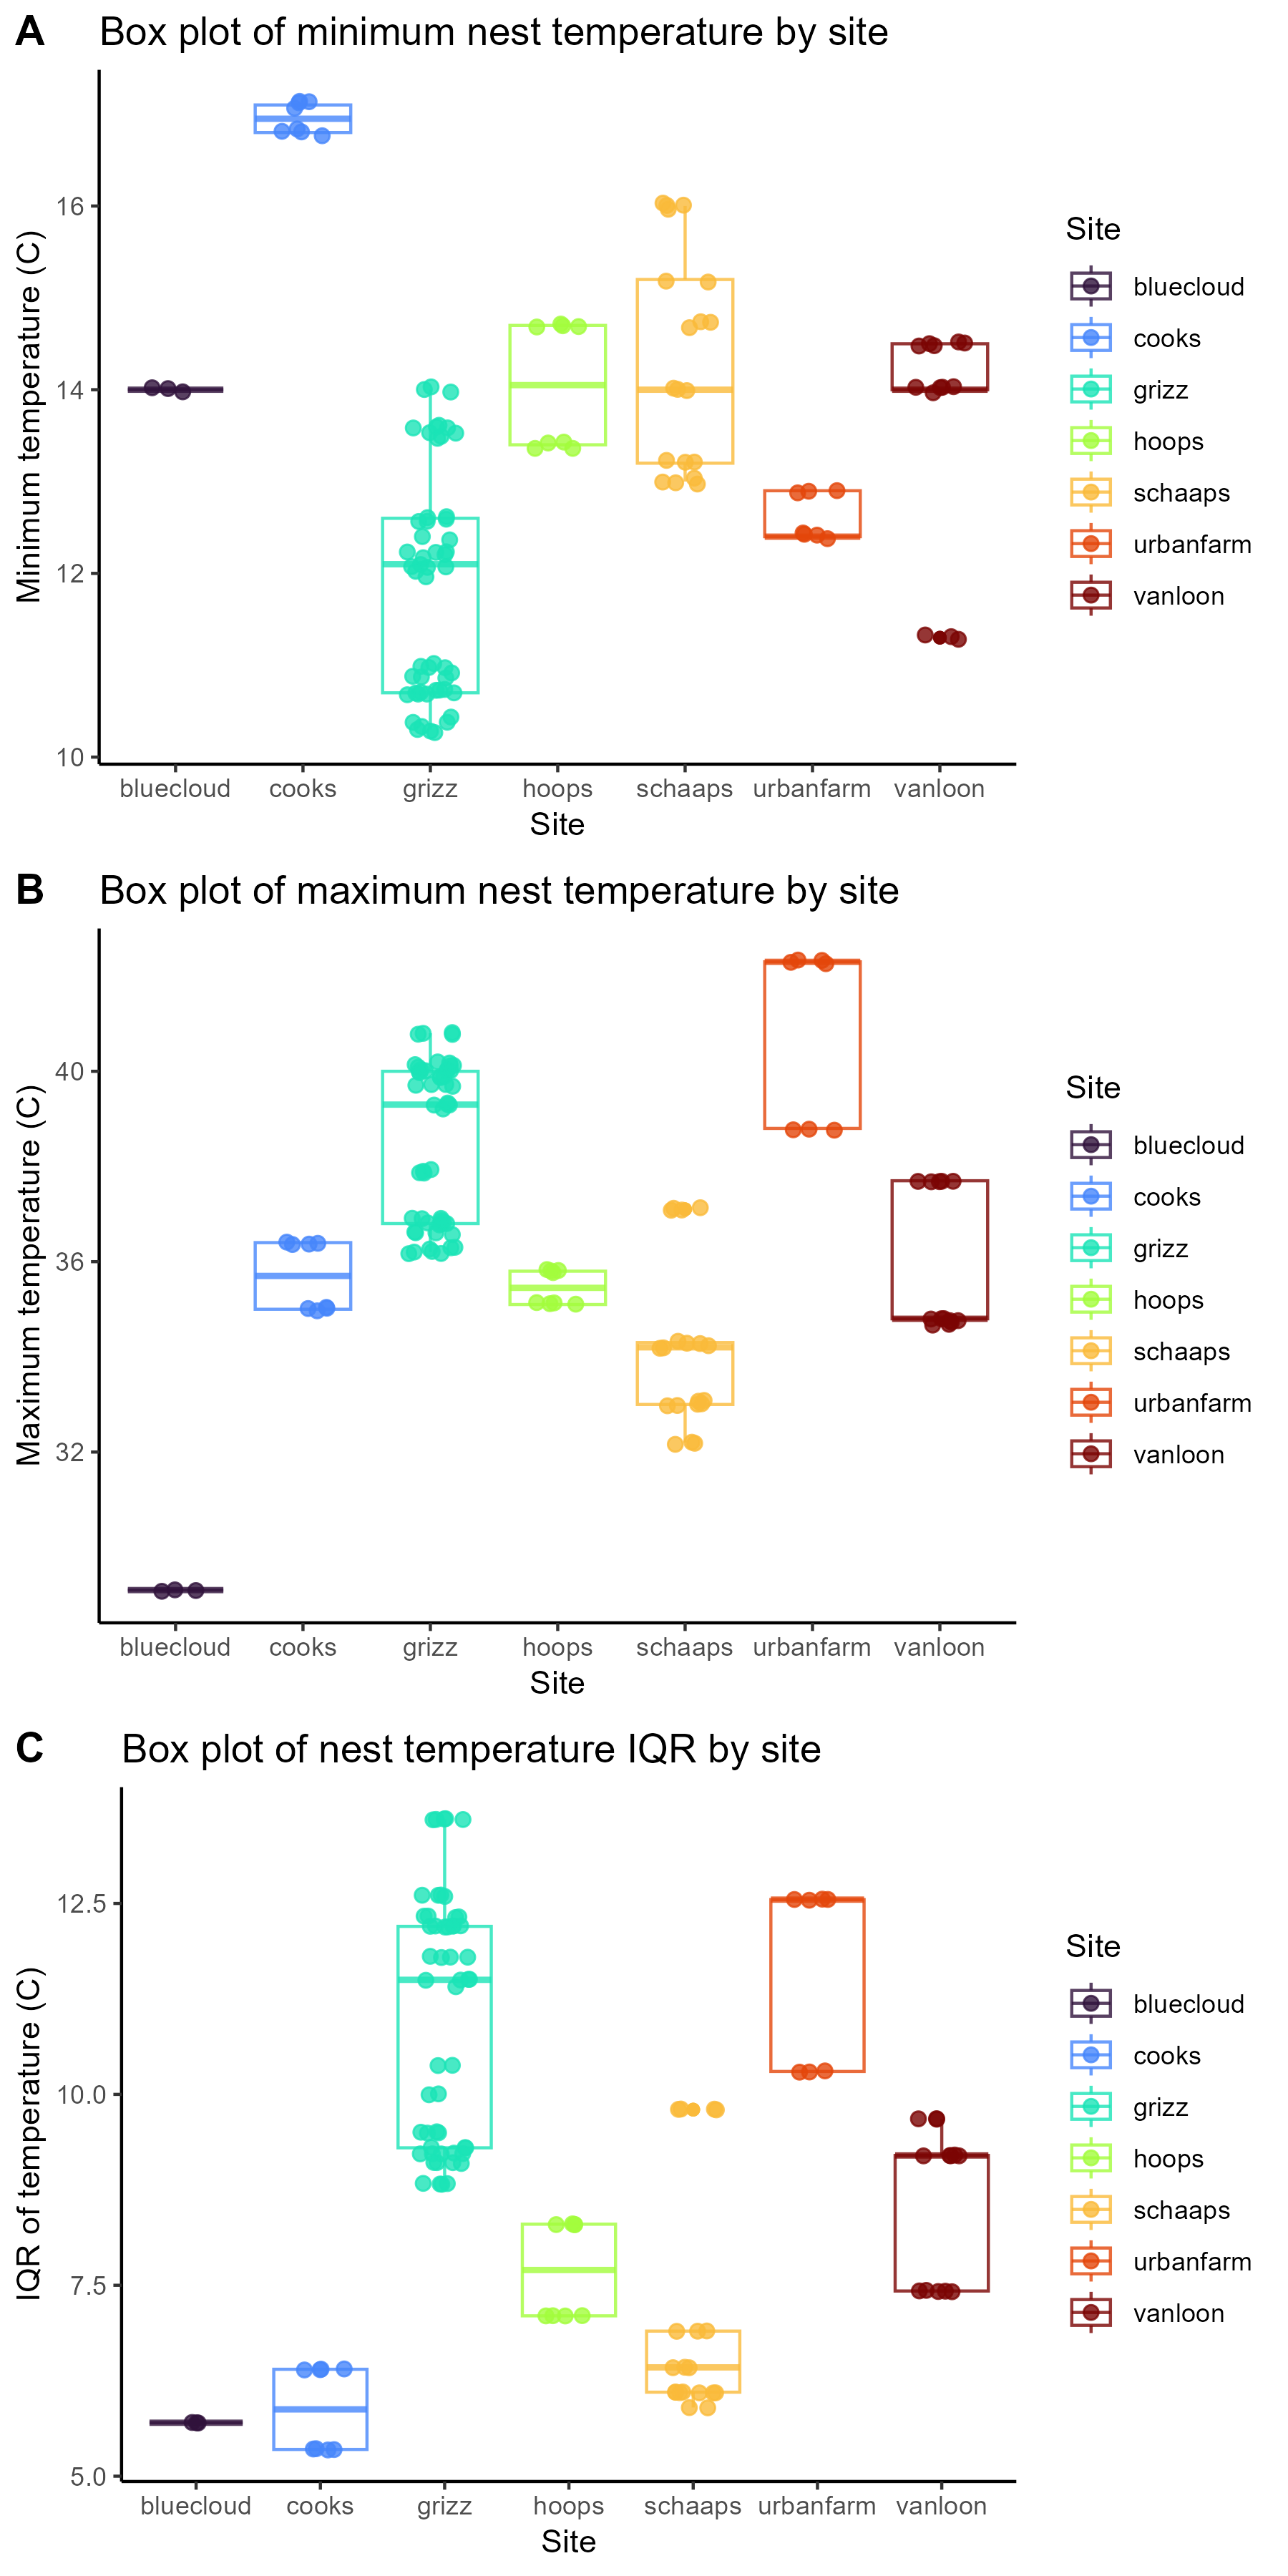 A Box plot of minimum nest temperature by site
Minimum temperature (C)
16
14
12
10
bluecloud cooks grizz hoops schaaps urbanfarm vanloon
Site
Site
bluecloud
cooks
grizz
hoops
schaaps
urbanfarm
vanloon
B Box plot of maximum nest temperature by site
Maximum temperature (C)
40
36
32
bluecloud cooks grizz hoops schaaps urbanfarm vanloon
Site
Site
bluecloud
cooks
grizz
hoops
schaaps
urbanfarm
vanloon
C Box plot of nest temperature IQR by site
IQR of temperature (C)
12.5
10.0
7.5
5.0
bluecloud cooks grizz hoops schaaps urbanfarm vanloon
Site
Site
bluecloud
cooks
grizz
hoops
schaaps
urbanfarm
vanloon